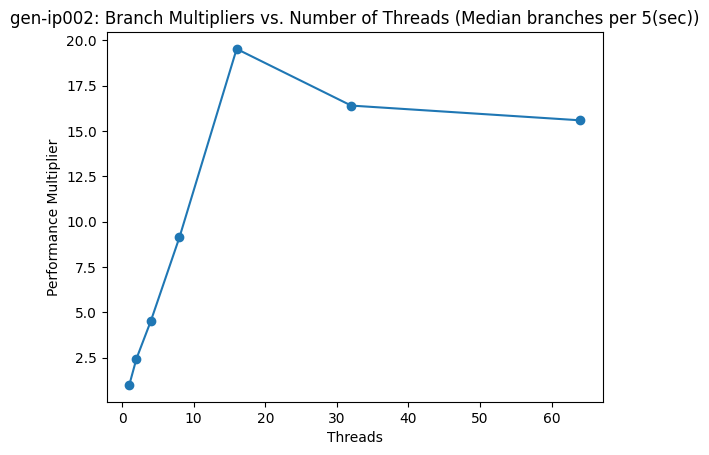 gen-ip002: Branch Multipliers vs. Number of Threads (Median branches per 5(sec))
20.0
17.5
15.0
12.5
10.0
7.5
5.0
2.5
Performance Multiplier
0 10 20 30 40 50 60
Threads